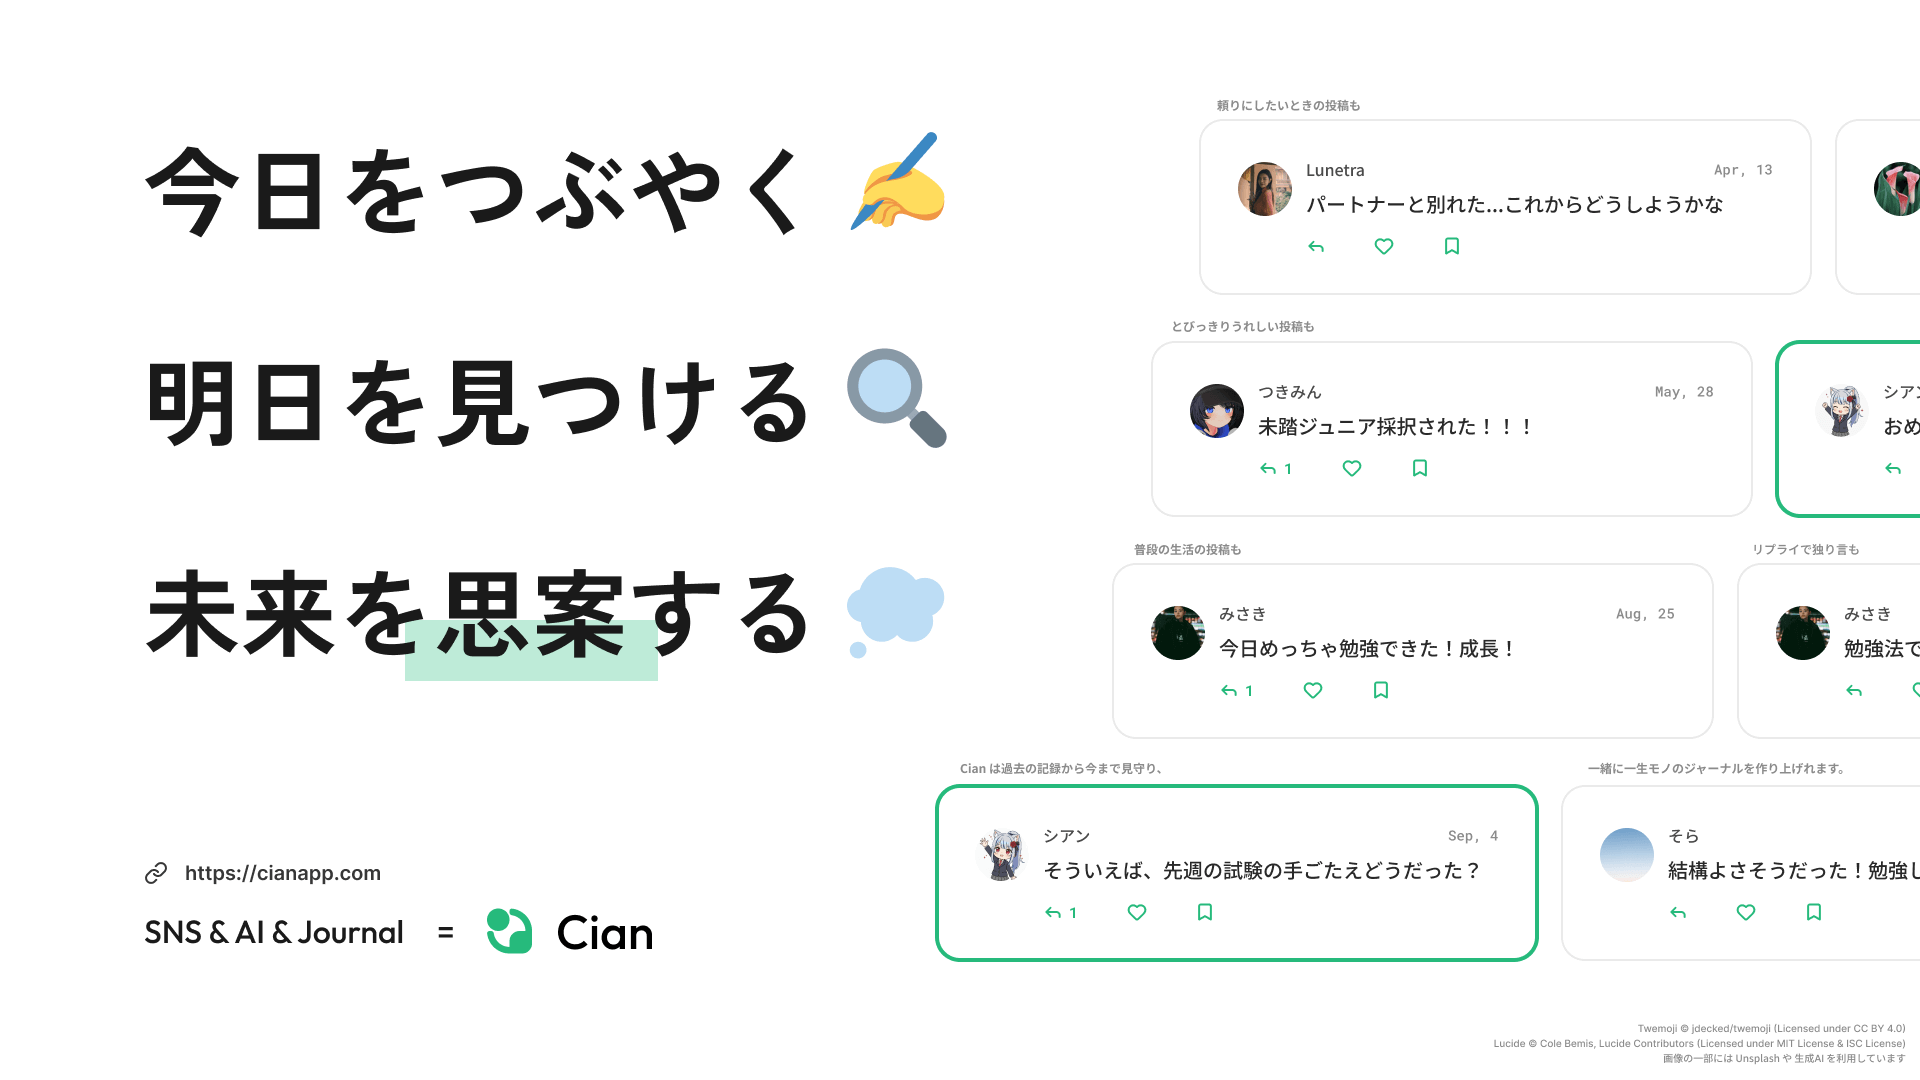 今日をつぶやく
明日を見つける
未来を思案する
https://cianapp.com
SNS & AI & Journal = Cian
頼りにしたいときの投稿も
Lunetra
Apr, 13
パートナーと別れた...これからどうしようかな
とびっきりうれしい投稿も
つきみん
May, 28
未踏ジュニア採択された！！！
1
シアン
おめ
普段の生活の投稿も
みさき
Aug, 25
今日めっちゃ勉強できた！成長！
1
リプライで独り言も
みさき
勉強法で
Cian は過去の記録から今まで見守り、
シアン
Sep, 4
そういえば、先週の試験の手ごたえどうだった？
1
一緒に一生モノのジャーナルを作り上げれます。
そら
結構よさそうだった！勉強し
Twemoji © jdecked/twemoji (Licensed under CC BY 4.0)
Lucide © Cole Bemis, Lucide Contributors (Licensed under MIT License & ISC License)
画像の一部には Unsplash や 生成AI を利用しています